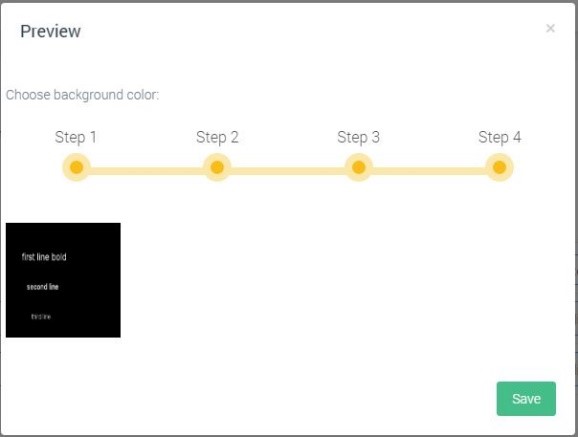 Preview
×
Choose background color:
Step 1 Step 2 Step 3 Step 4
first line bold
second line
third line
Save